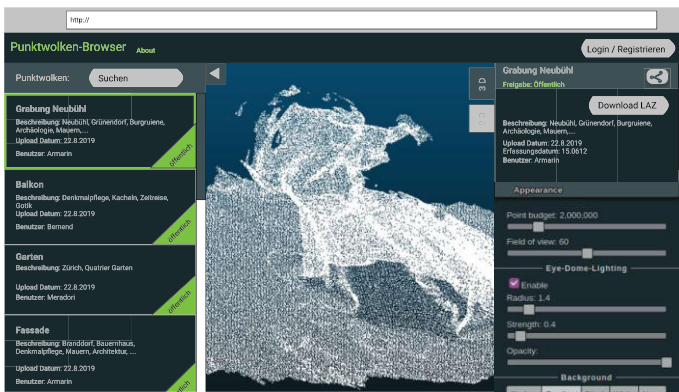 http://
Punktwolken-Browser About
Login / Registrieren
Punktwolken: Suchen
Grabung Neubühl
Beschreibung: Neubühl, Grünendorf, Burgruiene,
Archäologie, Mauern,....
Upload Datum: 22.8.2019
Benutzer: Armarin
öffentlich
Balkon
Beschreibung: Denkmalpflege, Kacheln, Zeitreise,
Gotik
Upload Datum: 22.8.2019
Benutzer: Bernend
öffentlich
Garten
Beschreibung: Zürich, Quatrier Garten
Upload Datum: 22.8.2019
Benutzer: Meradori
öffentlich
Fassade
Beschreibung: Branddorf, Bauernhaus,
Denkmalpflege, Mauern, Architektur, ....
Upload Datum: 22.8.2019
Benutzer: Armarin
öffentlich
3D
Grabung Neubühl
Freigabe: Öffentlich
Download LAZ
Beschreibung: Neubühl, Grünendorf, Burgruiene,
Archäologie, Mauern,....
Upload Datum: 22.8.2019
Erfassungsdatum: 15.0612
Benutzer: Armarin
Appearance
Point budget: 2,000,000
Field of view: 60
Eye-Dome-Lighting
Enable
Radius: 1.4
Strength: 0.4
Opacity:
Background